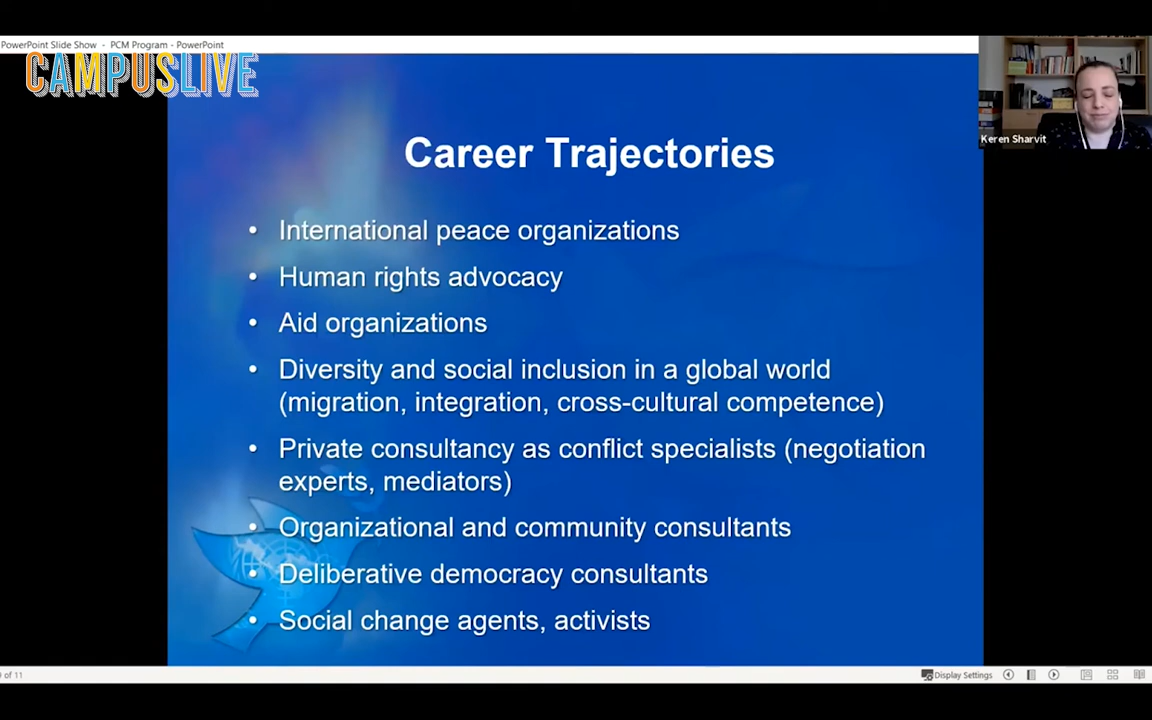 PowerPoint Slide Show - PCM Program - PowerPoint
CAMPUSLIVE
Keren Sharvit
Career Trajectories
• International peace organizations
• Human rights advocacy
• Aid organizations
• Diversity and social inclusion in a global world
(migration, integration, cross-cultural competence)
• Private consultancy as conflict specialists (negotiation
experts, mediators)
• Organizational and community consultants
• Deliberative democracy consultants
• Social change agents, activists
of 11
Display Settings